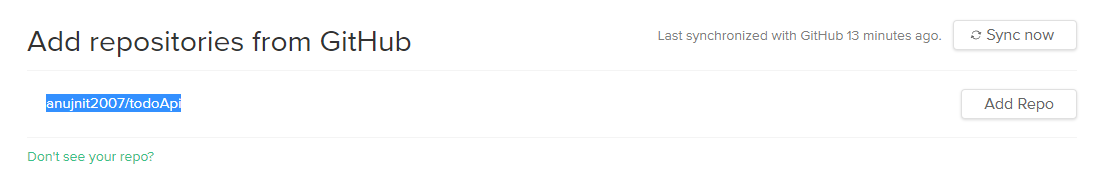 Add repositories from GitHub
Last synchronized with GitHub 13 minutes ago.
Sync now
anujnit2007/todoApi
Add Repo
Don't see your repo?